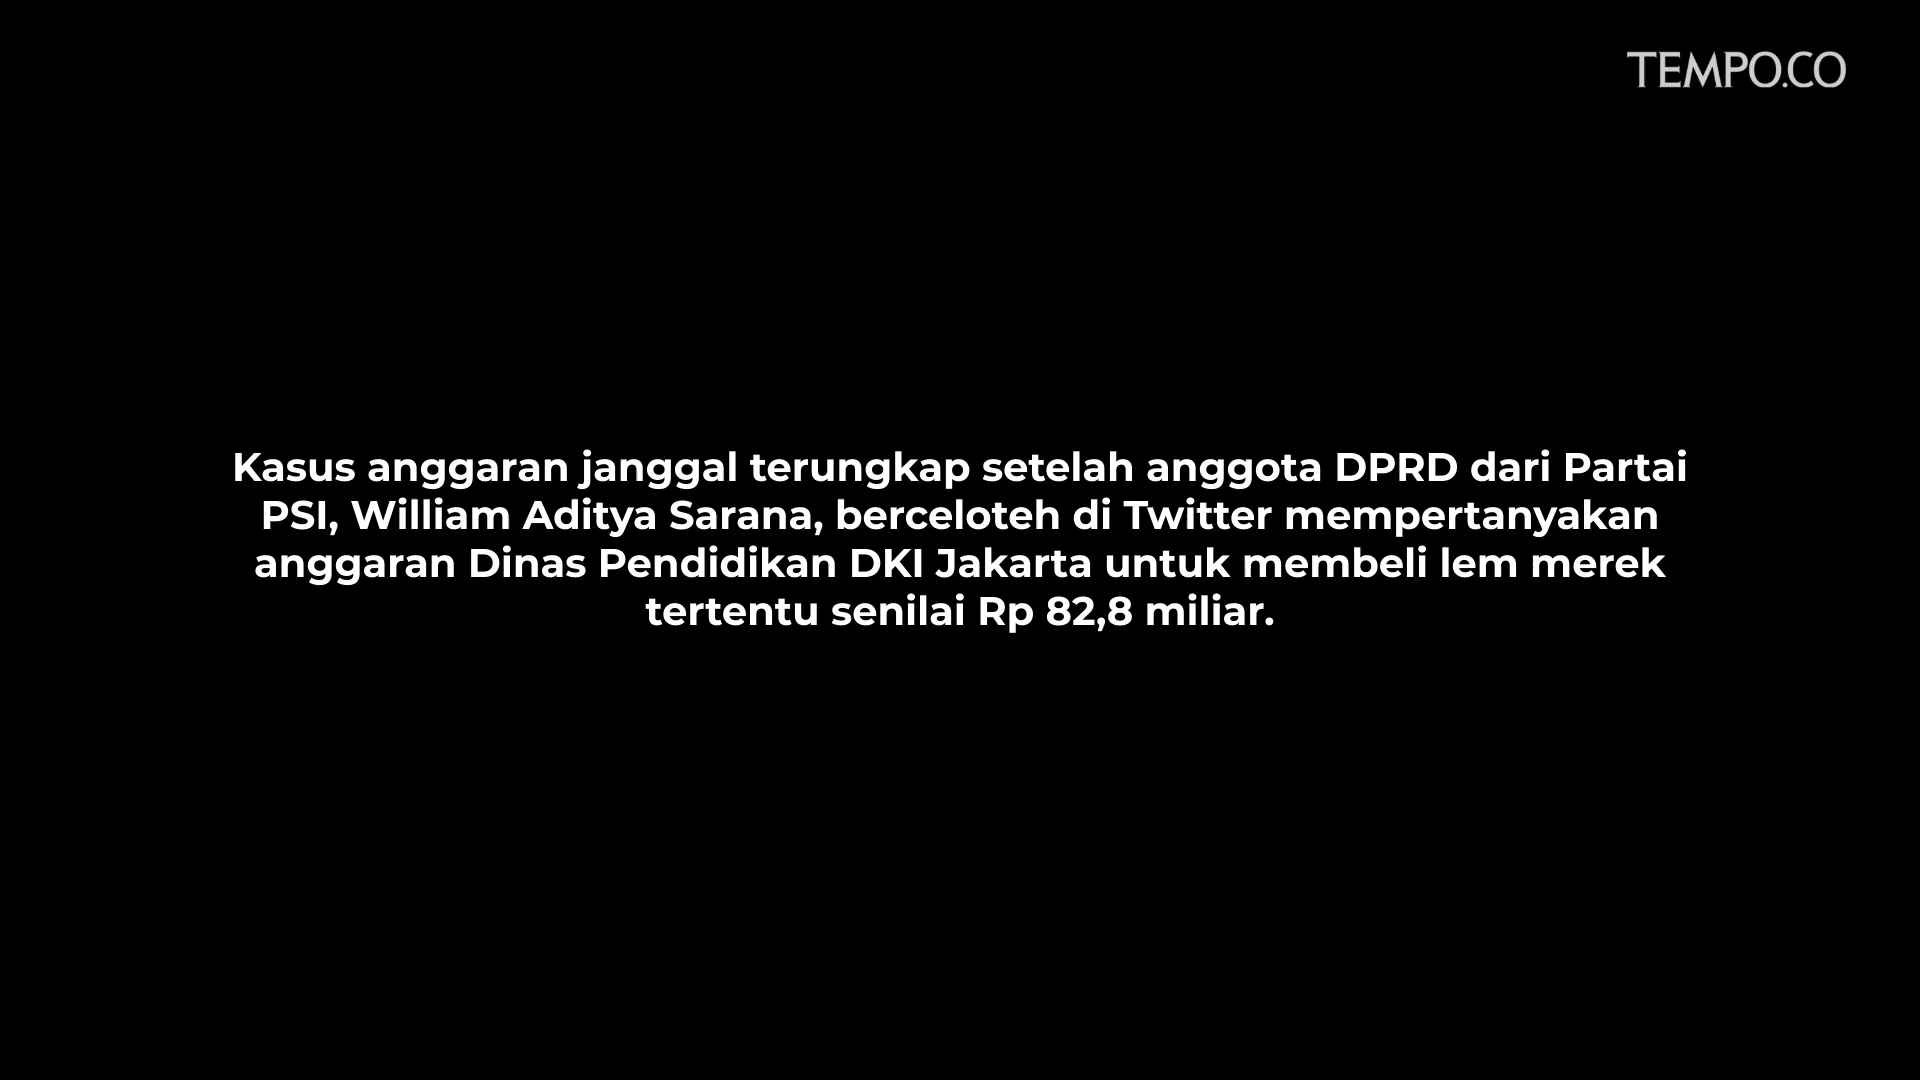 TEMPO.CO
Kasus anggaran janggal terungkap setelah anggota DPRD dari Partai
PSI, William Aditya Sarana, berceloteh di Twitter mempertanyakan
anggaran Dinas Pendidikan DKI Jakarta untuk membeli lem merek
tertentu senilai Rp 82,8 miliar.